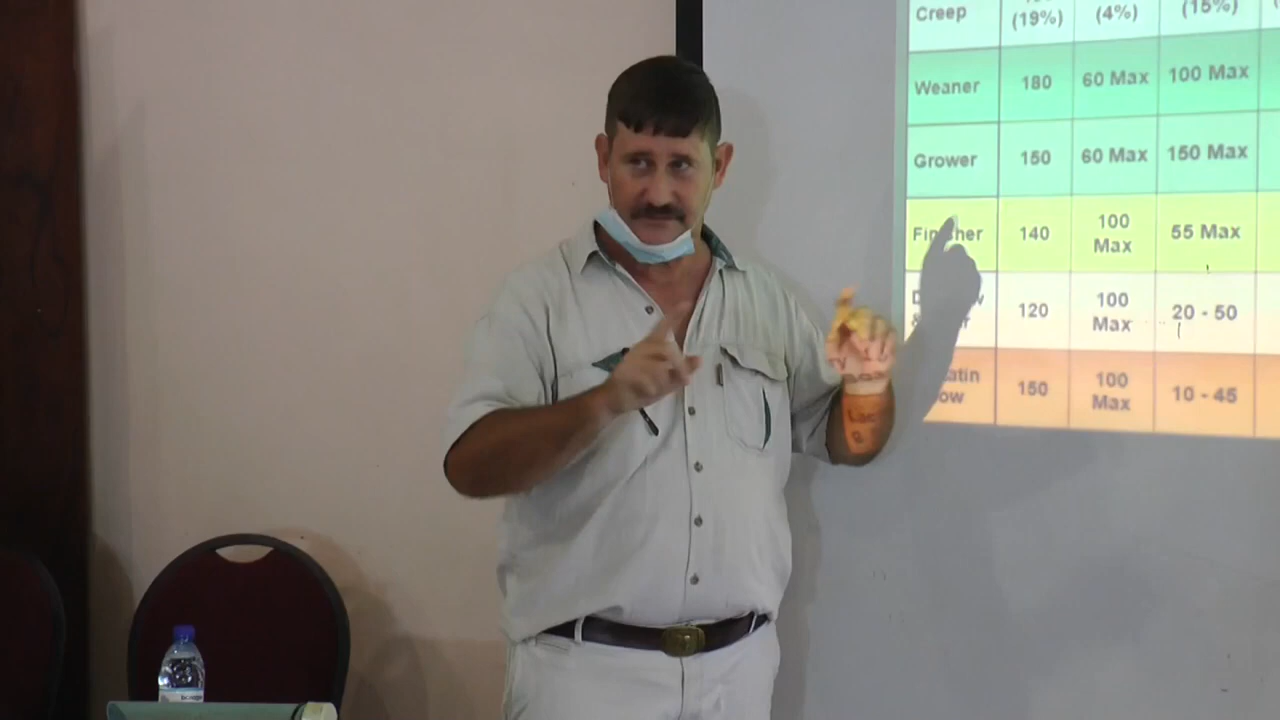 Creep (19%) (4%) (15%)
Weaner 180 60 Max 100 Max
Grower 150 60 Max 150 Max
140 100 Max 55 Max
120 100 Max 20 - 50
150 100 Max 10 - 45